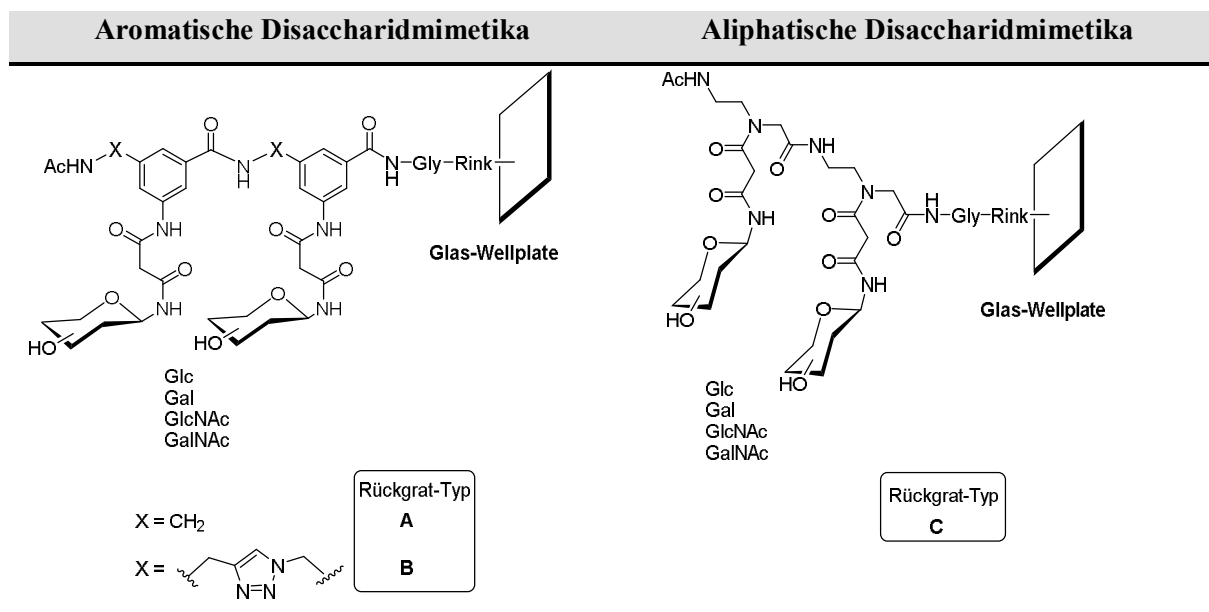 Aromatische Disaccharidmimetika
Aliphatische Disaccharidmimetika
AcHN
X
O
N
H
X
O
N
H
Gly
Rink
NH
O
O
NH
O
HO
NH
O
O
NH
O
HO
Glas-Wellplate
Glc
Gal
GlcNAc
GalNAc
X = CH2
X =
N
N=N
Rückgrat-Typ
A
B
AcHN
N
O
O
NH
O
O
NH
O
HO
N
O
O
H
N
Gly
Rink
O
NH
O
HO
Glas-Wellplate
Glc
Gal
GlcNAc
GalNAc
Rückgrat-Typ
C